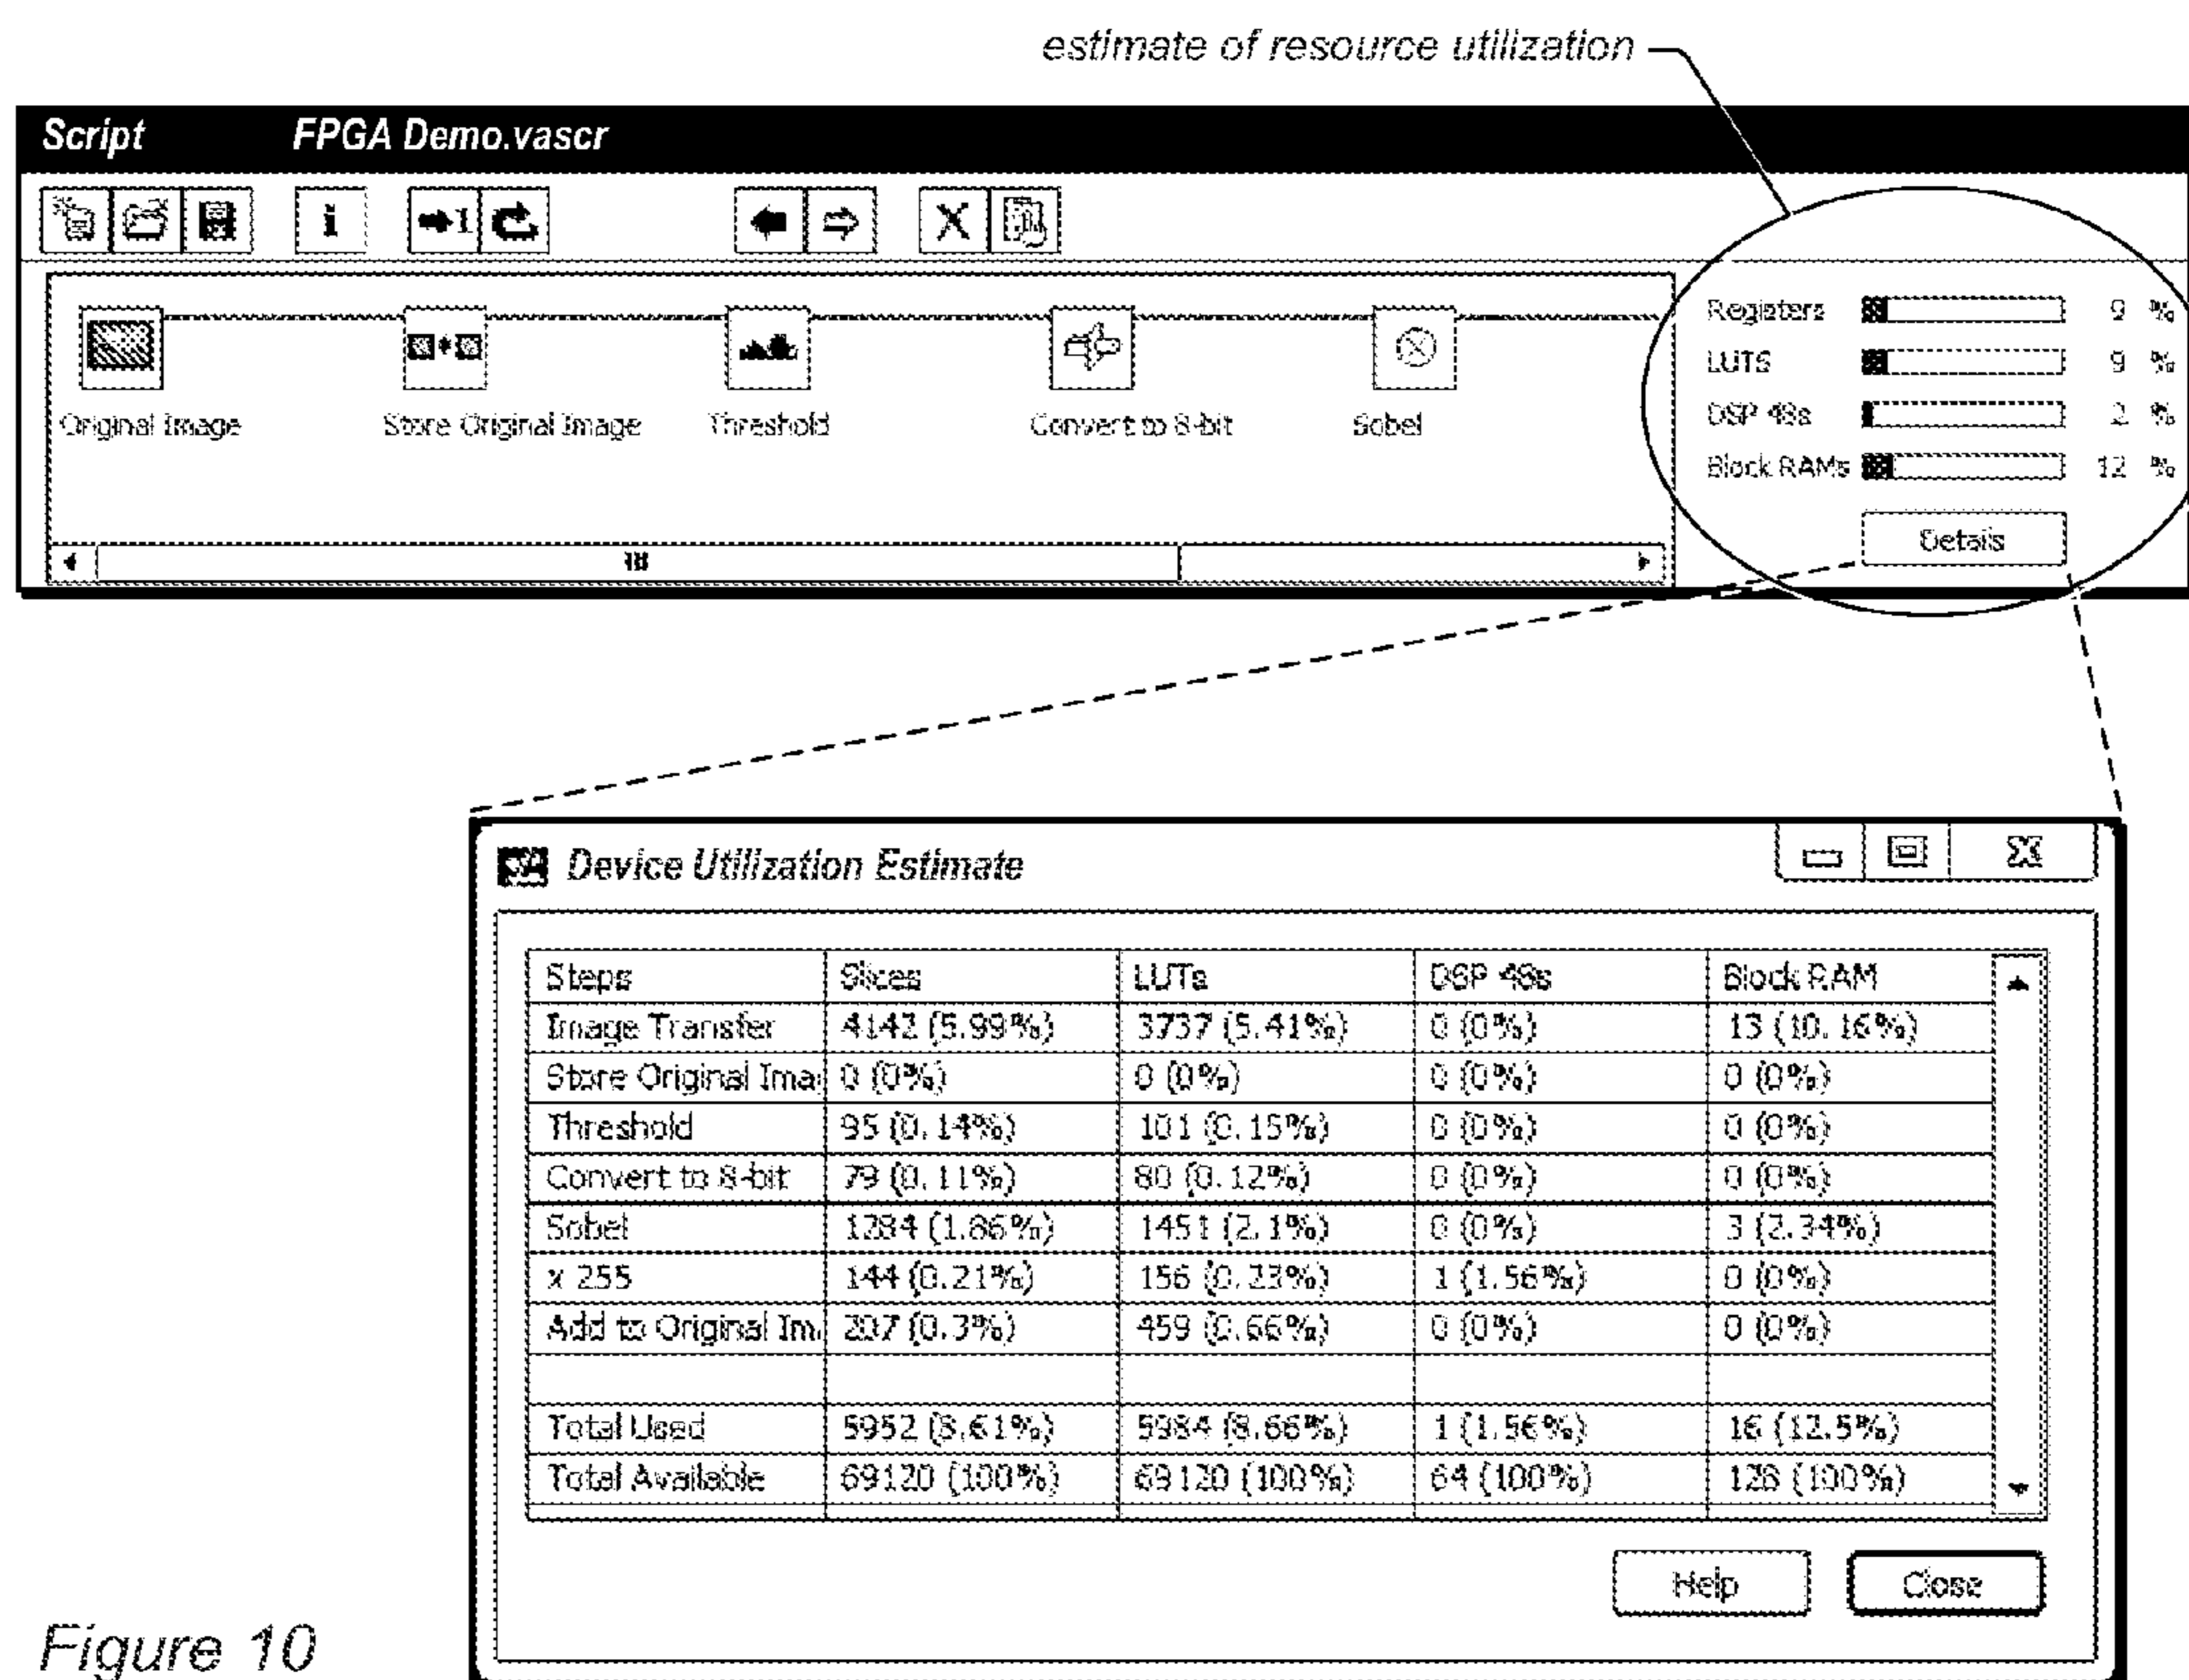 estimate of resource utilization
Script FPGA Demo.vascr
i 1
Registers 9 %
LUTS 9 %
DSP 48s 2 %
Block RAMs 12 %
Details
Original Image Store Original Image Threshold Convert to 8-bit Sobel
Device Utilization Estimate
Steps Slices LUTs DSP 48s Block RAM
Image Transfer 4142 (5.99%) 3737 (5.41%) 0 (0%) 13 (10.16%)
Store Original Ima 0 (0%) 0 (0%) 0 (0%) 0 (0%)
Threshold 95 (0.14%) 101 (0.15%) 0 (0%) 0 (0%)
Convert to 8-bit 79 (0.11%) 80 (0.12%) 0 (0%) 0 (0%)
Sobel 1284 (1.86%) 1451 (2.1%) 0 (0%) 3 (2.34%)
x 255 144 (0.21%) 156 (0.23%) 1 (1.56%) 0 (0%)
Add to Original Im 207 (0.3%) 459 (0.66%) 0 (0%) 0 (0%)
Total Used 5952 (8.61%) 5984 (8.66%) 1 (1.56%) 16 (12.5%)
Total Available 69120 (100%) 69120 (100%) 64 (100%) 128 (100%)
Help Close
Figure 10